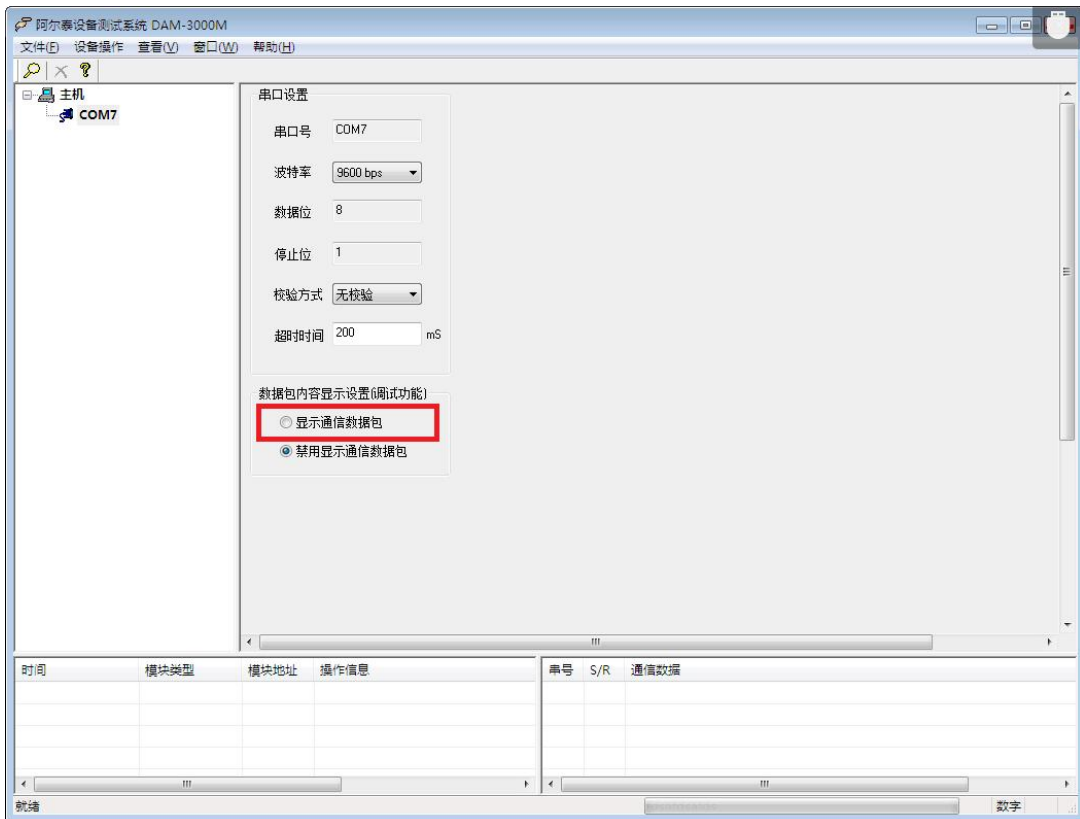 阿尔泰设备测试系统 DAM-3000M
文件(F) 设备操作 查看(V) 窗口(W) 帮助(H)
主机
COM7
串口设置
串口号 COM7
波特率 9600 bps
数据位 8
停止位 1
校验方式 无校验
超时时间 200 mS
数据包内容显示设置(调试功能)
显示通信数据包
禁用显示通信数据包
时间 模块类型 模块地址 操作信息
串号 S/R 通信数据
就绪 数字